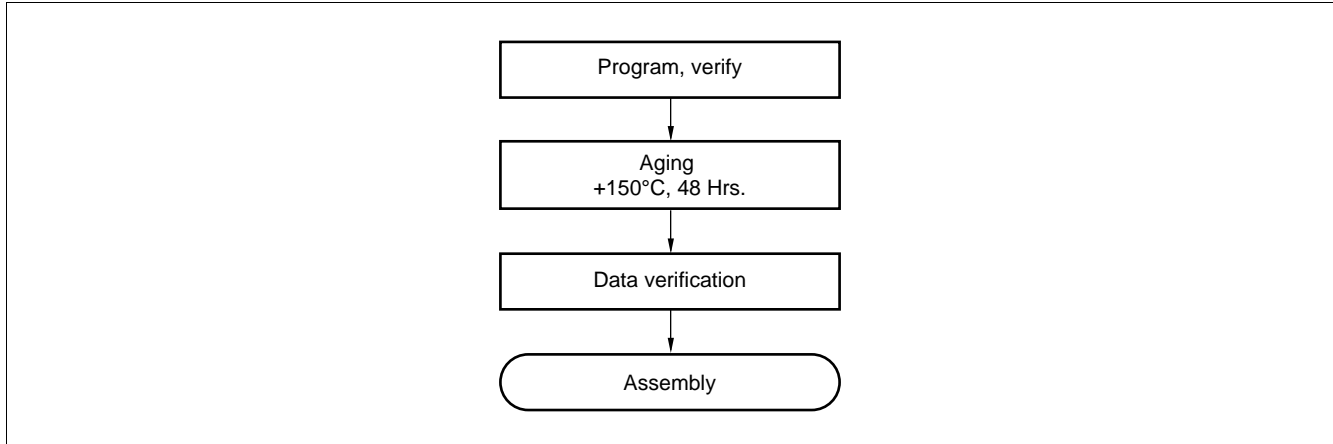 Program, verify
Aging
+150°C, 48 Hrs.
Data verification
Assembly